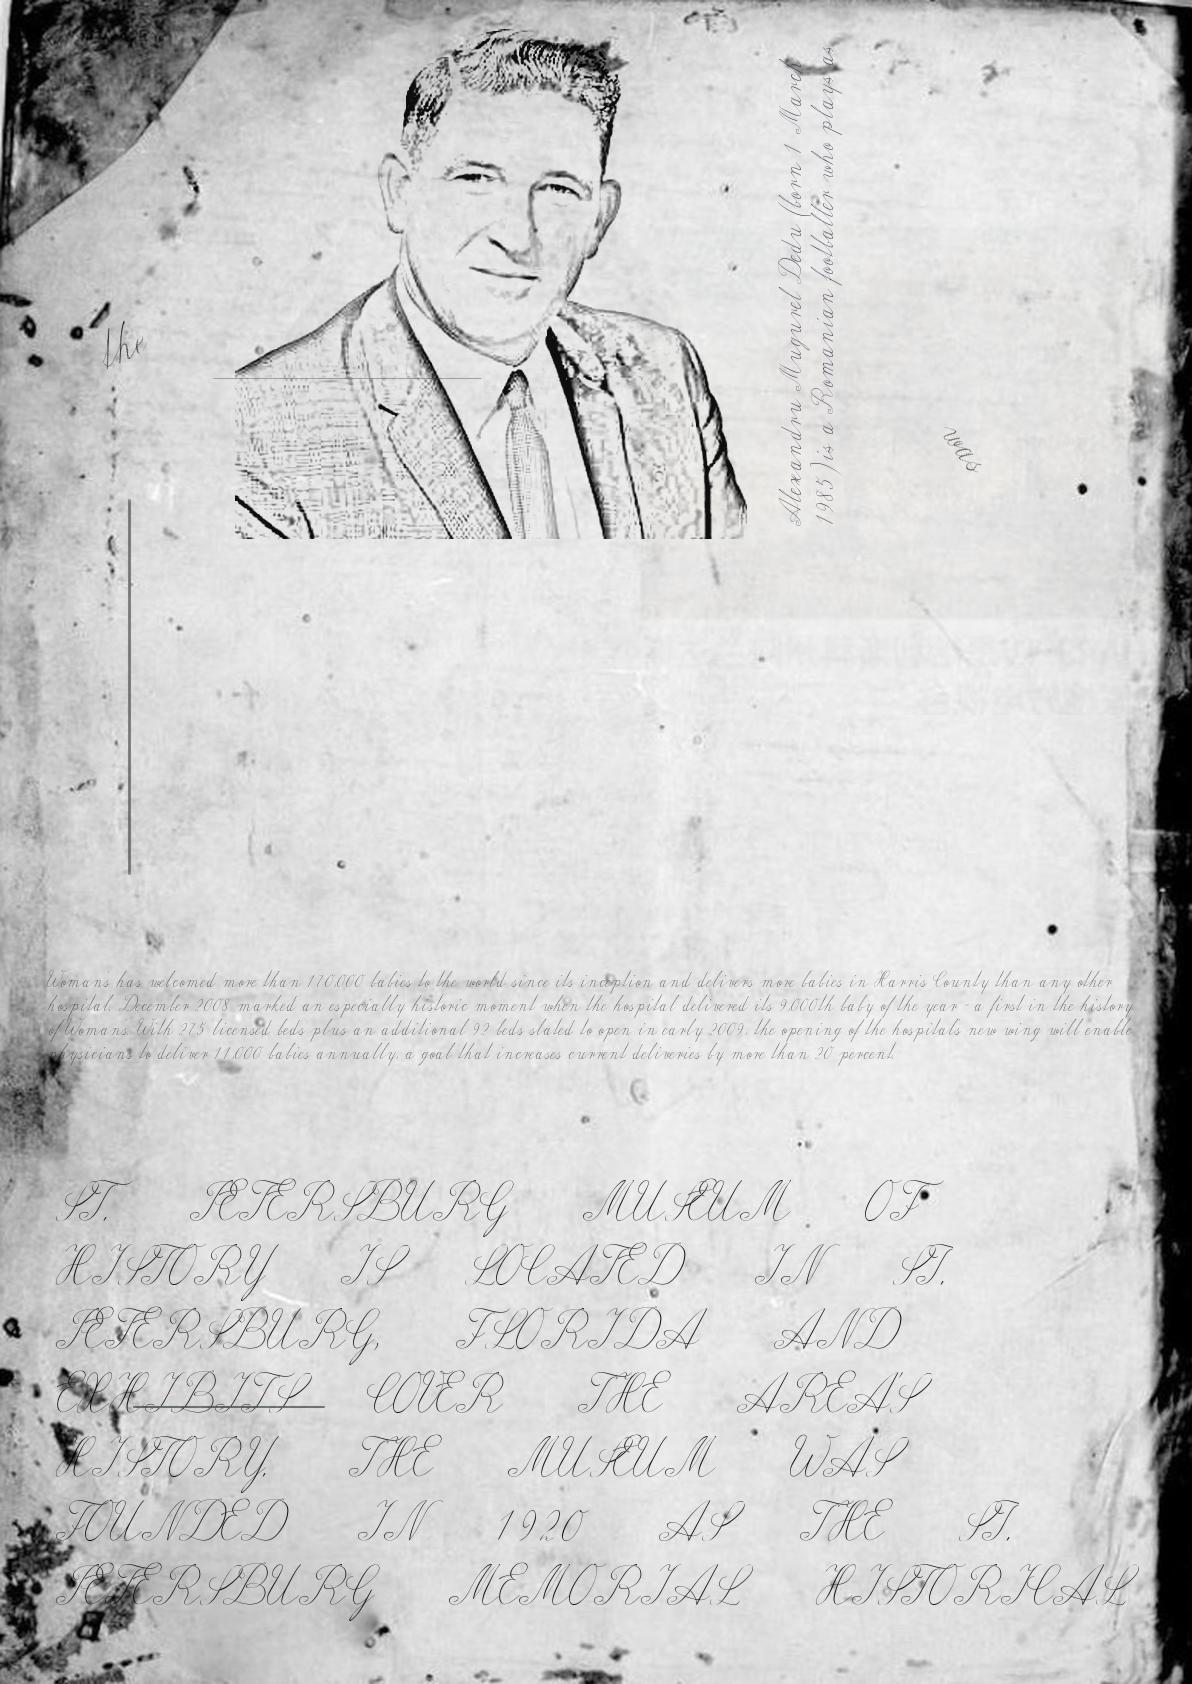 Alexandru Mugurel Dedu (born 1 March
1985) is a Romanian footballer who plays as
the
Womans has welcomed more than 170,000 babies to the world since its inception and delivers more babies in Harris County than any other
hospital. December 2008 marked an especially historic moment when the hospital delivered its 9,000th baby of the year - a first in the history
of Womans. With 275 licensed beds plus an additional 92 beds slated to open in early 2009, the opening of the hospitals new wing will enable
physicians to deliver 11,000 babies annually, a goal that increases current deliveries by more than 20 percent.
ST. PETERSBURG MUSEUM OF
HISTORY IS LOCATED IN ST.
PETERSBURG, FLORIDA AND
EXHIBITS COVER THE AREA'S
HISTORY. THE MUSEUM WAS
FOUNDED IN 1920 AS THE ST.
PETERSBURG MEMORIAL HISTORICAL